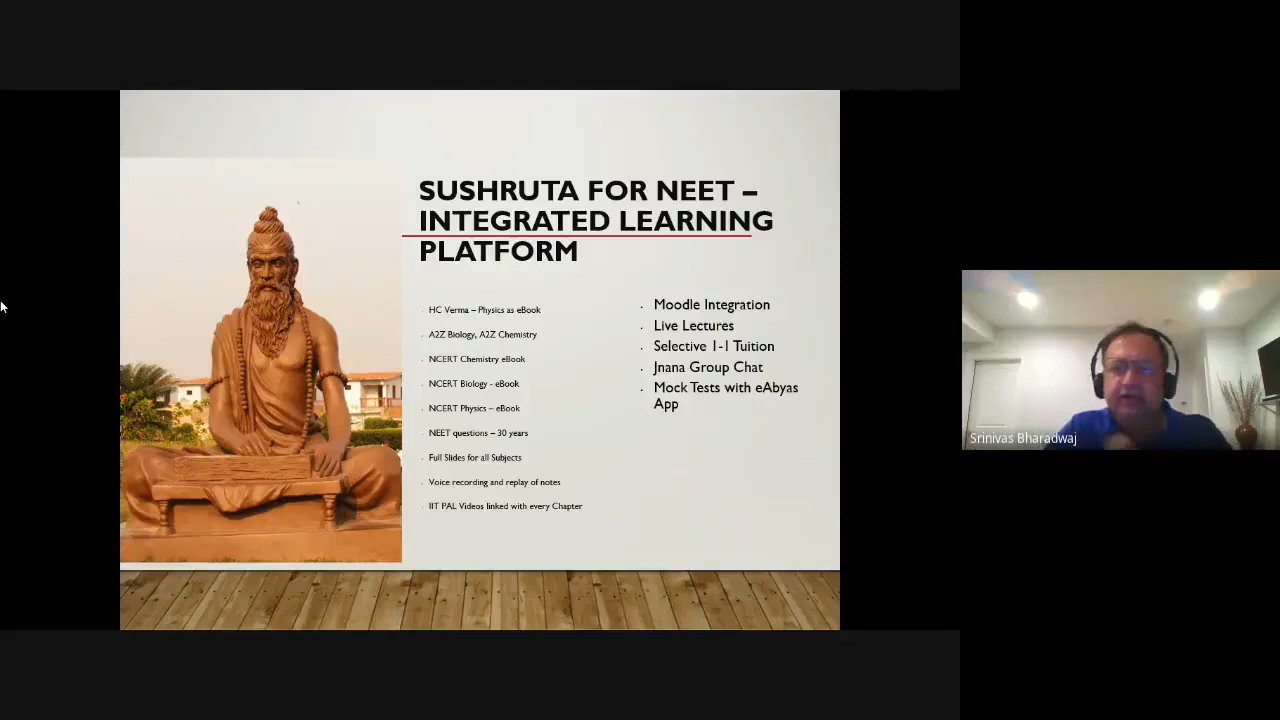 SUSHRUTA FOR NEET –
INTEGRATED LEARNING
PLATFORM
HC Verma – Physics as eBook
A2Z Biology, A2Z Chemistry
NCERT Chemistry eBook
NCERT Biology - eBook
NCERT Physics – eBook
NEET questions – 30 years
Full Slides for all Subjects
Voice recording and replay of notes
IIT PAL Videos linked with every Chapter
Moodle Integration
Live Lectures
Selective 1-1 Tuition
Jnana Group Chat
Mock Tests with eAbyas
App
Srinivas Bharadwaj